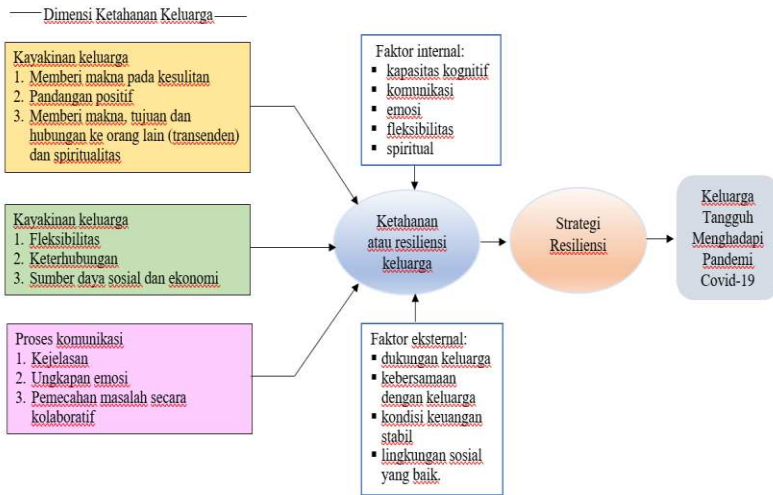 Dimensi Ketahanan Keluarga
Kayakinan keluarga
1. Memberi makna pada kesulitan
2. Pandangan positif
3. Memberi makna, tujuan dan
hubungan ke orang lain (transenden)
dan spiritualitas
Kayakinan keluarga
1. Fleksibilitas
2. Keterhubungan
3. Sumber daya sosial dan ekonomi
Proses komunikasi
1. Kejelasan
2. Ungkapan emosi
3. Pemecahan masalah secara
kolaboratif
Faktor internal:
▪ kapasitas kognitif
▪ komunikasi
▪ emosi
▪ fleksibilitas
▪ spiritual
Ketahanan
atau resiliensi
keluarga
Faktor eksternal:
▪ dukungan keluarga
▪ kebersamaan
dengan keluarga
▪ kondisi keuangan
stabil
▪ lingkungan sosial
yang baik.
Strategi
Resiliensi
Keluarga
Tangguh
Menghadapi
Pandemi
Covid-19